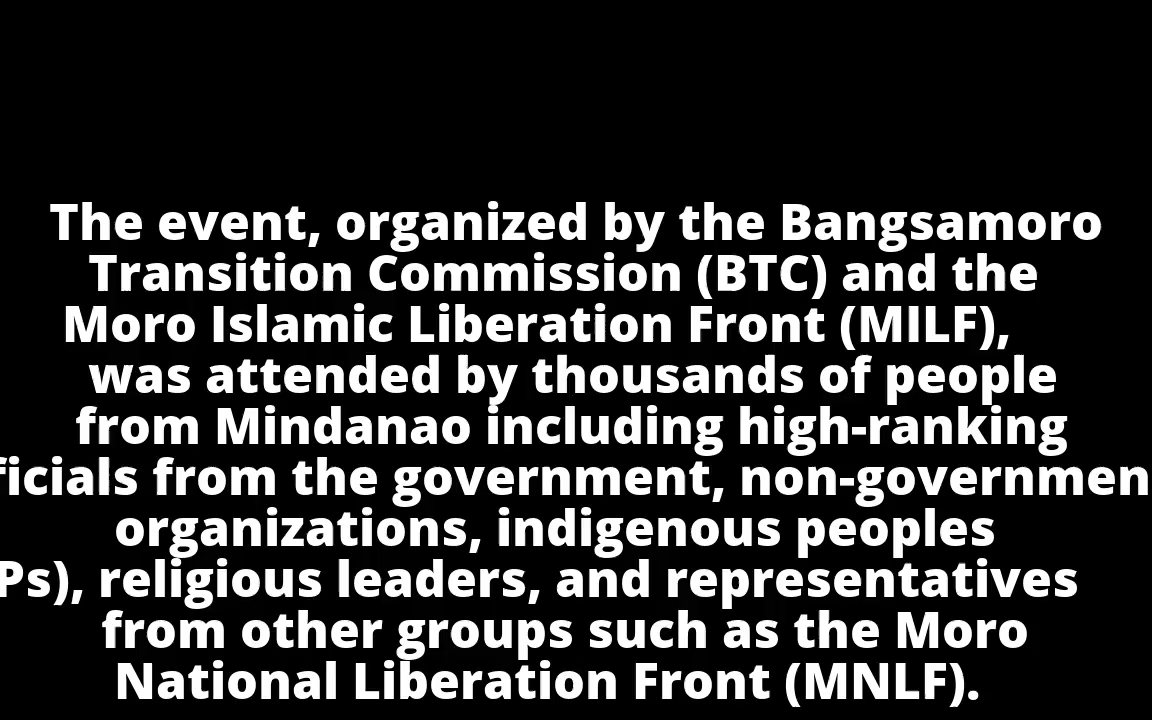 The event, organized by the Bangsamoro
Transition Commission (BTC) and the
Moro Islamic Liberation Front (MILF),
was attended by thousands of people
from Mindanao including high-ranking
ficials from the government, non-governmen
organizations, indigenous peoples
Ps), religious leaders, and representatives
from other groups such as the Moro
National Liberation Front (MNLF).